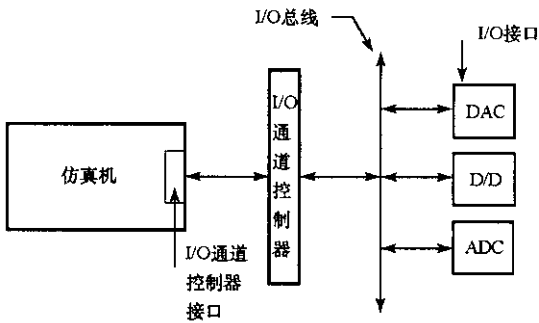 I/O总线
I/O接口
I/O
通
道
控
制
器
DAC
仿真机
D/D
ADC
I/O通道
控制器
接口